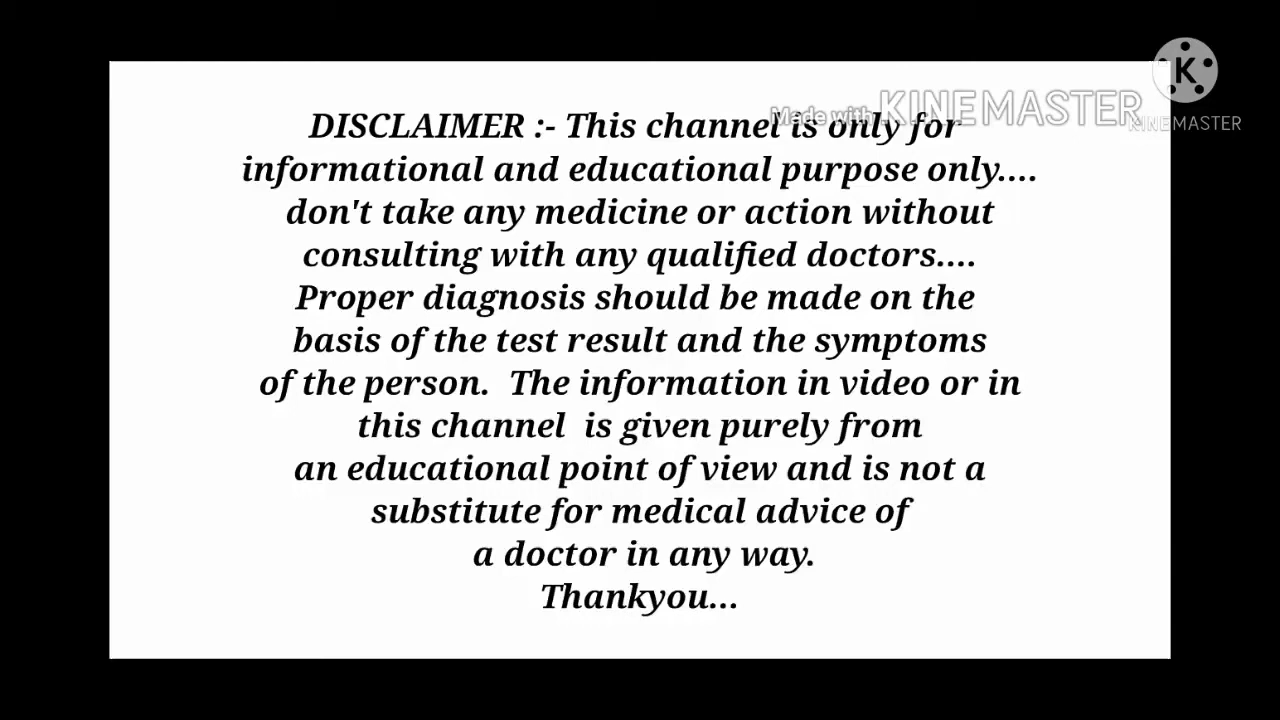 DISCLAIMER :- This channel is only for
informational and educational purpose only....
don't take any medicine or action without
consulting with any qualified doctors....
Proper diagnosis should be made on the
basis of the test result and the symptoms
of the person.  The information in video or in
this channel  is given purely from
an educational point of view and is not a
substitute for medical advice of
a doctor in any way.
Thankyou...
Made with KINEMASTER
K
KINEMASTER